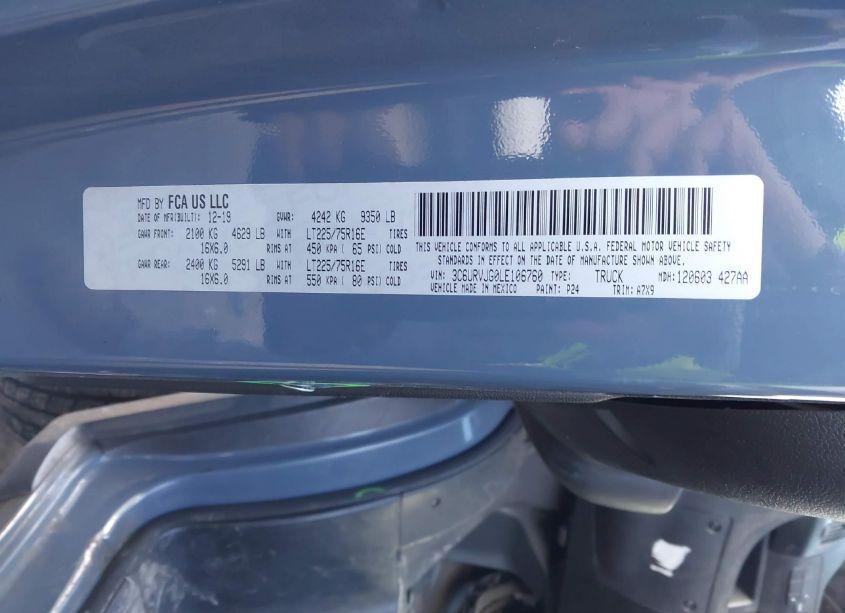 MFD BY FCA US LLC
DATE OF MFR(BUILT): 12-19 GVWR: 4242 KG 9350 LB
GAWR FRONT: 2100 KG 4629 LB WITH LT225/75R16E TIRES
16X6.0 RIMS AT 450 KPA ( 65 PSI) COLD
GAWR REAR: 2400 KG 5291 LB WITH LT225/75R16E TIRES
16X6.0 RIMS AT 550 KPA ( 80 PSI) COLD
THIS VEHICLE CONFORMS TO ALL APPLICABLE U.S.A. FEDERAL MOTOR VEHICLE SAFETY
STANDARDS IN EFFECT ON THE DATE OF MANUFACTURE SHOWN ABOVE.
VIN: 3C6URVJG0LE106760 TYPE: TRUCK MDH: 120603 427AA
VEHICLE MADE IN MEXICO PAINT: P24 TRIM: A7X9